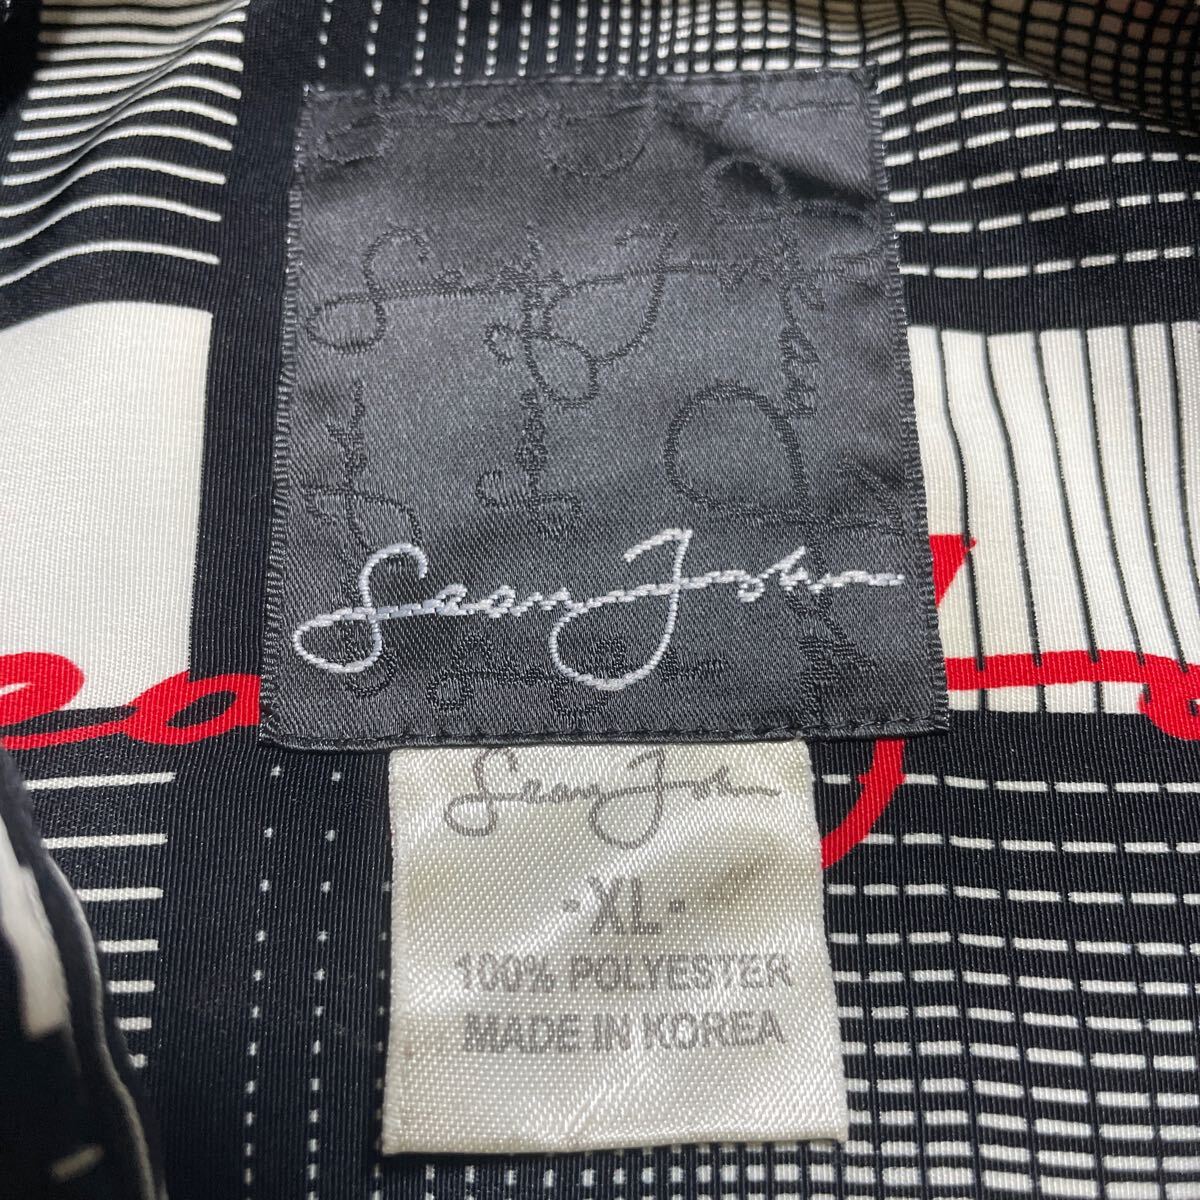 Sean John
Sean John
-XL-
100% POLYESTER
MADE IN KOREA